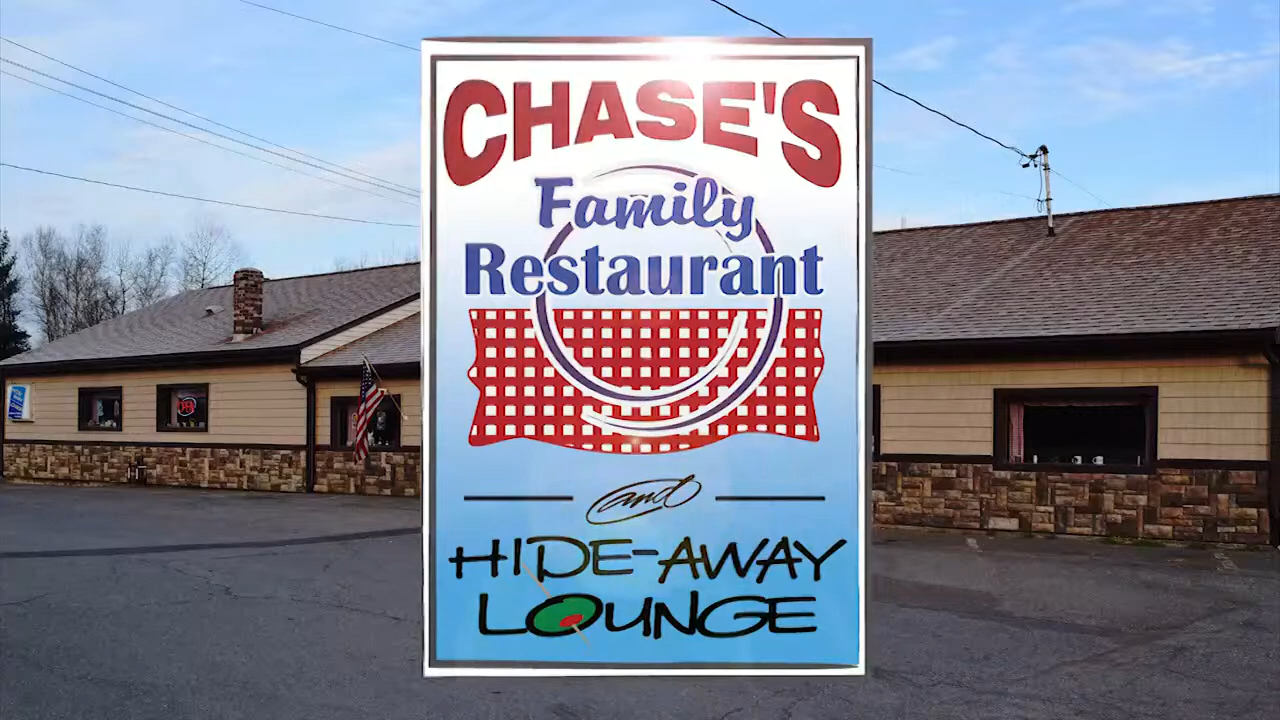 CHASE'S
Family
Restaurant
and
HIDE-AWAY
LOUNGE